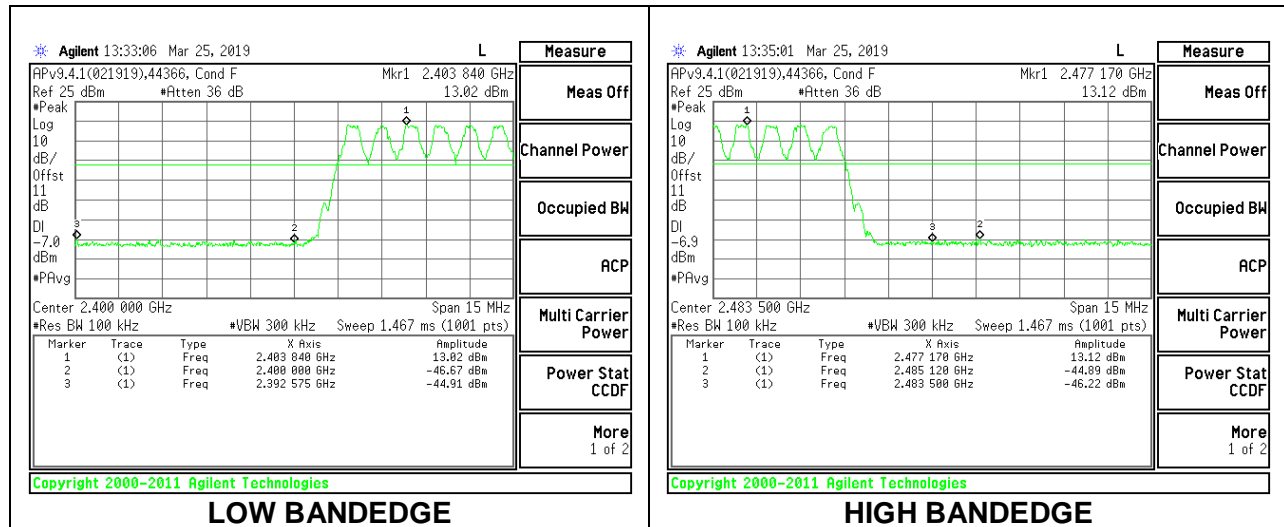 Agilent 13:33:06 Mar 25, 2019 L
APv9.4.1(021919),44366, Cond F Mkr1 2.403 840 GHz
Ref 25 dBm #Atten 36 dB 13.02 dBm
#Peak
Log
10
dB/
Offst
11
dB
DI
-7.0
dBm
#PAvg
1
2
3
Center 2.400 000 GHz Span 15 MHz
#Res BW 100 kHz #VBW 300 kHz Sweep 1.467 ms (1001 pts)
Marker Trace Type X Axis Amplitude
1 (1) Freq 2.403 840 GHz 13.02 dBm
2 (1) Freq 2.400 000 GHz -46.67 dBm
3 (1) Freq 2.392 575 GHz -44.91 dBm
Measure
Meas Off
Channel Power
Occupied BW
ACP
Multi Carrier
Power
Power Stat
CCDF
More
1 of 2
Copyright 2000-2011 Agilent Technologies
LOW BANDEDGE
Agilent 13:35:01 Mar 25, 2019 L
APv9.4.1(021919),44366, Cond F Mkr1 2.477 170 GHz
Ref 25 dBm #Atten 36 dB 13.12 dBm
#Peak
Log
10
dB/
Offst
11
dB
DI
-6.9
dBm
#PAvg
1
3
2
Center 2.483 500 GHz Span 15 MHz
#Res BW 100 kHz #VBW 300 kHz Sweep 1.467 ms (1001 pts)
Marker Trace Type X Axis Amplitude
1 (1) Freq 2.477 170 GHz 13.12 dBm
2 (1) Freq 2.485 120 GHz -44.89 dBm
3 (1) Freq 2.483 500 GHz -46.22 dBm
Measure
Meas Off
Channel Power
Occupied BW
ACP
Multi Carrier
Power
Power Stat
CCDF
More
1 of 2
Copyright 2000-2011 Agilent Technologies
HIGH BANDEDGE